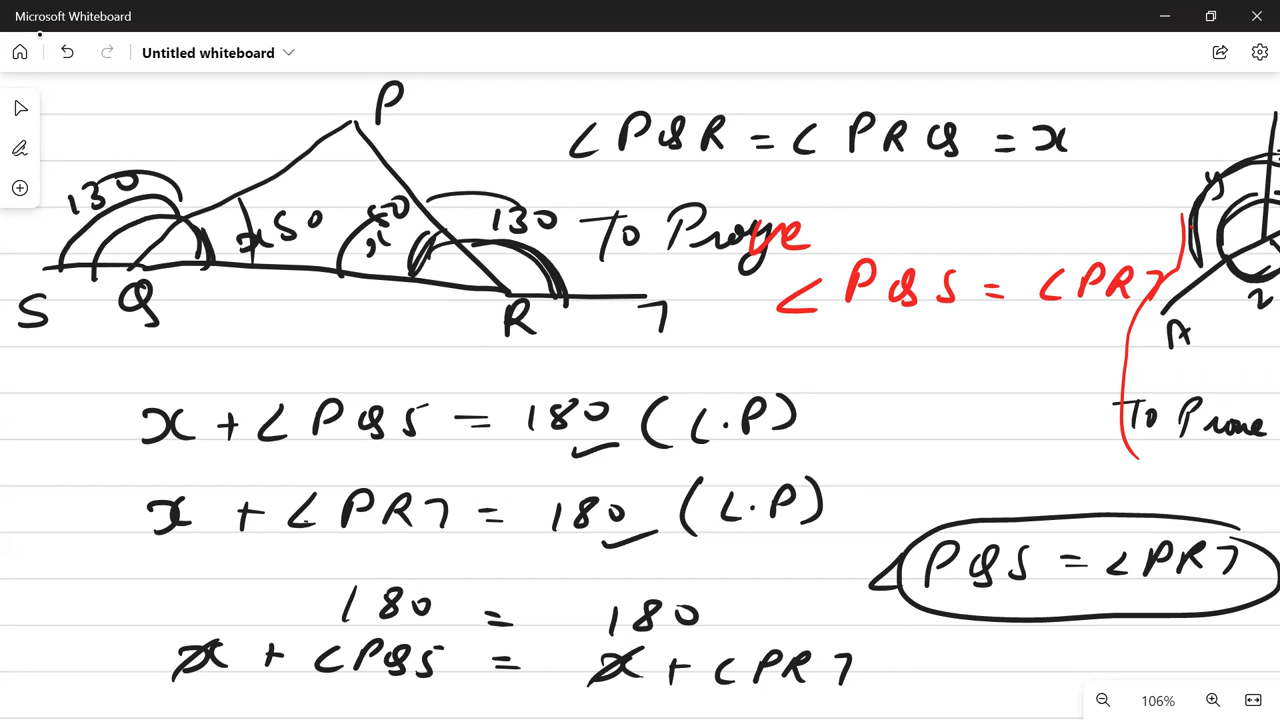 Microsoft Whiteboard
Untitled whiteboard
P
∠PQR = ∠PRQ = x
130
x 50
50
x
130
To Prove
∠PQS = ∠PRT
S
Q
R
T
y
z
A
To Prove
x + ∠PQS = 180 (L.P)
x + ∠PRT = 180 (L.P)
∠PQS = ∠PRT
180 = 180
x + ∠PQS = x + ∠PRT
106%